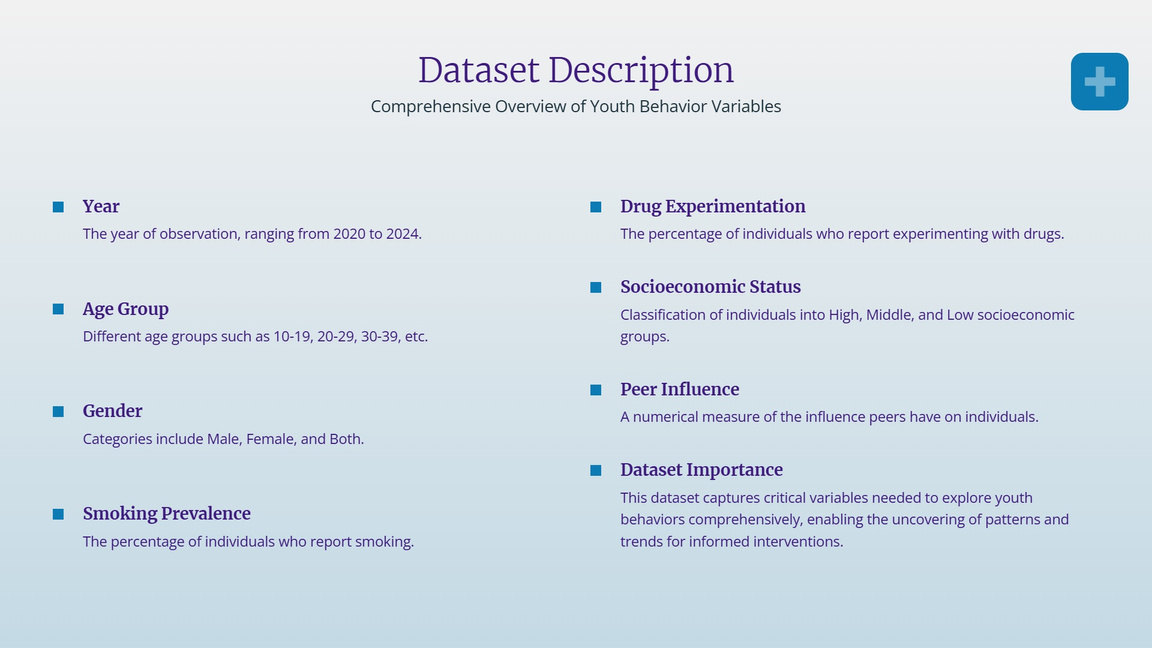 Dataset Description
Comprehensive Overview of Youth Behavior Variables
Year
The year of observation, ranging from 2020 to 2024.
Age Group
Different age groups such as 10-19, 20-29, 30-39, etc.
Gender
Categories include Male, Female, and Both.
Smoking Prevalence
The percentage of individuals who report smoking.
Drug Experimentation
The percentage of individuals who report experimenting with drugs.
Socioeconomic Status
Classification of individuals into High, Middle, and Low socioeconomic
groups.
Peer Influence
A numerical measure of the influence peers have on individuals.
Dataset Importance
This dataset captures critical variables needed to explore youth
behaviors comprehensively, enabling the uncovering of patterns and
trends for informed interventions.